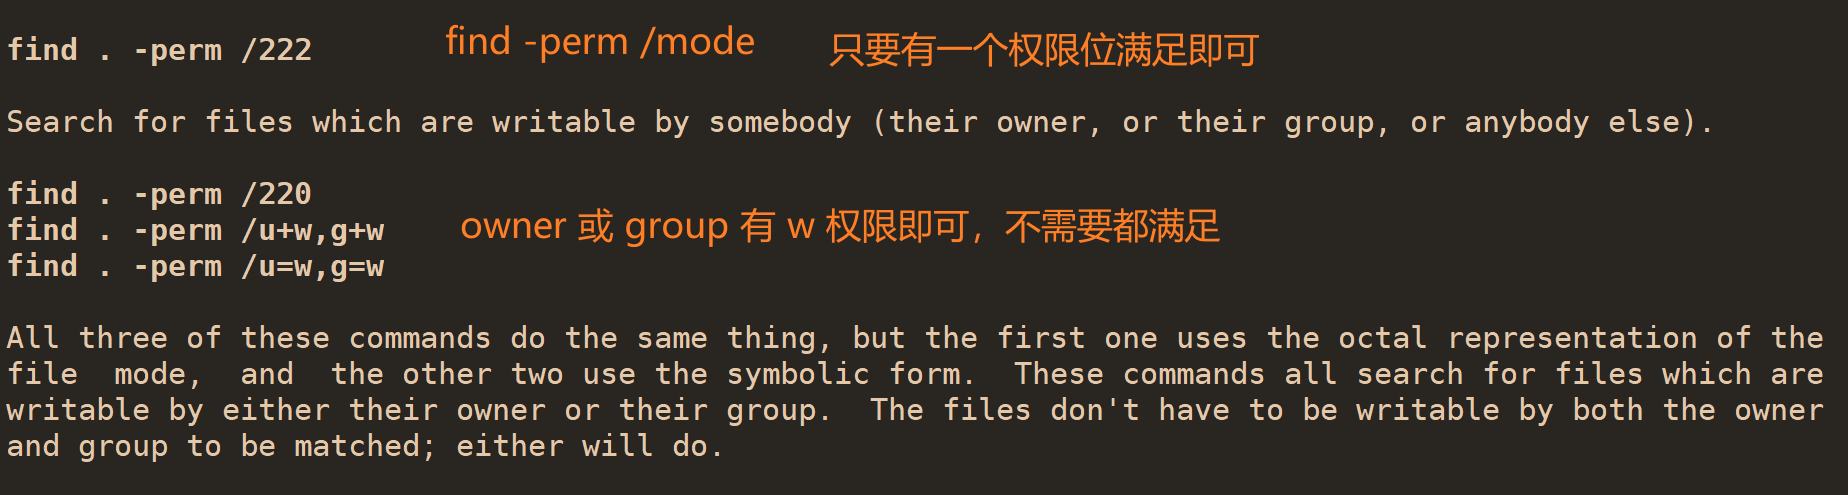 find . -perm /222 find -perm /mode 只要有一个权限位满足即可
Search for files which are writable by somebody (their owner, or their group, or anybody else).
find . -perm /220
find . -perm /u+w,g+w owner 或 group 有 w 权限即可，不需要都满足
find . -perm /u=w,g=w
All three of these commands do the same thing, but the first one uses the octal representation of the
file  mode,  and  the other two use the symbolic form.  These commands all search for files which are
writable by either their owner or their group.  The files don't have to be writable by both the owner
and group to be matched; either will do.